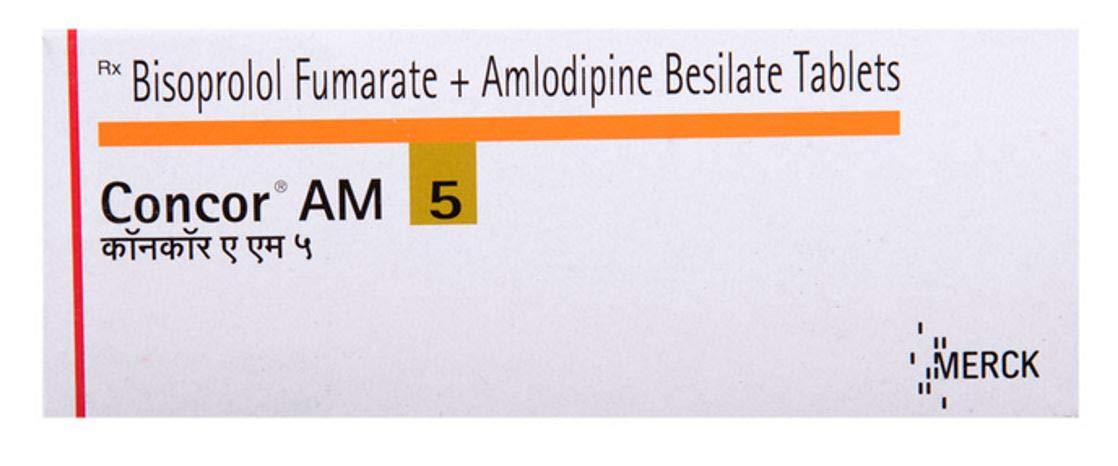 Rx Bisoprolol Fumarate + Amlodipine Besilate Tablets
Concor® AM 5
कॉनकॉर ए एम ५
MERCK